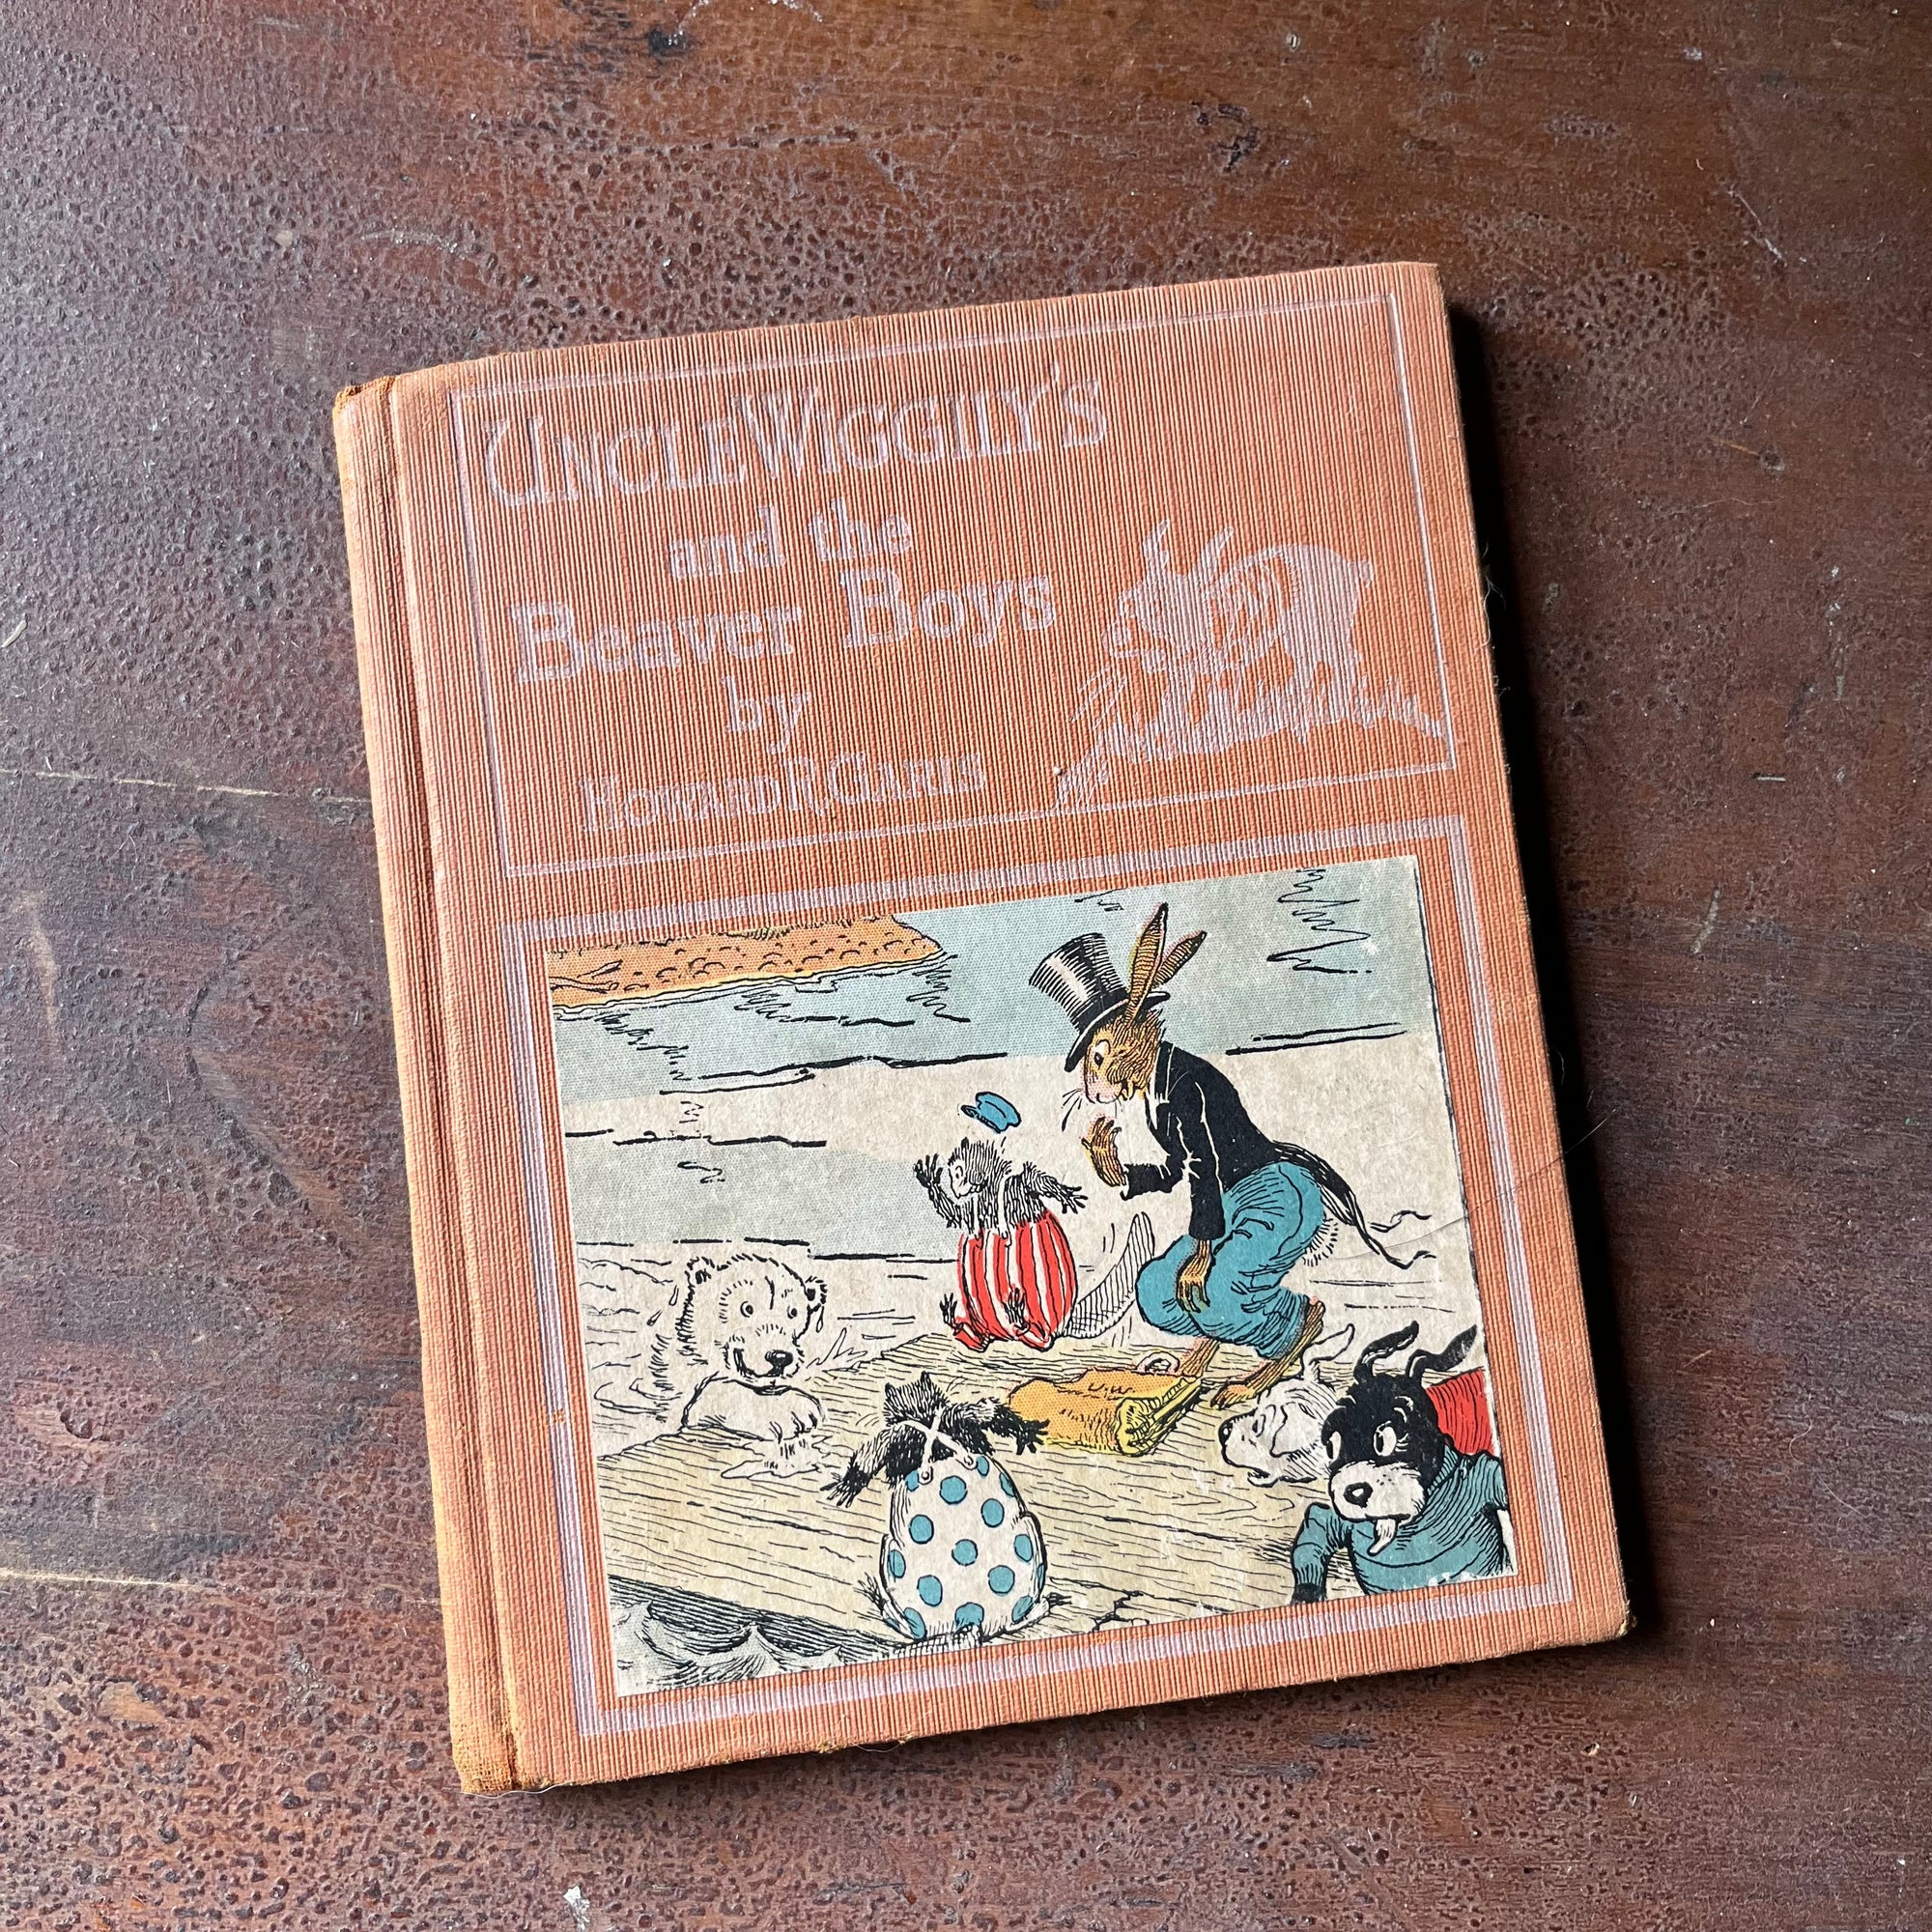 UNCLE WIGGILY'S
and the
Beaver Boys
by
HOWARD R. GARIS
U.W.